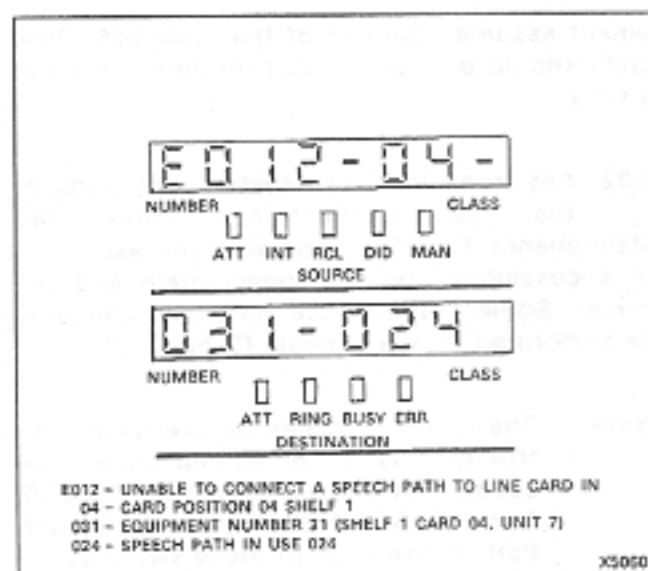 E012-04-
NUMBER CLASS
ATT INT RCL DID MAN
SOURCE
031-024
NUMBER CLASS
ATT RING BUSY ERR
DESTINATION
E012 - UNABLE TO CONNECT A SPEECH PATH TO LINE CARD IN
04 - CARD POSITION 04 SHELF 1
031 - EQUIPMENT NUMBER 31 (SHELF 1 CARD 04, UNIT 7)
024 - SPEECH PATH IN USE 024
X5060